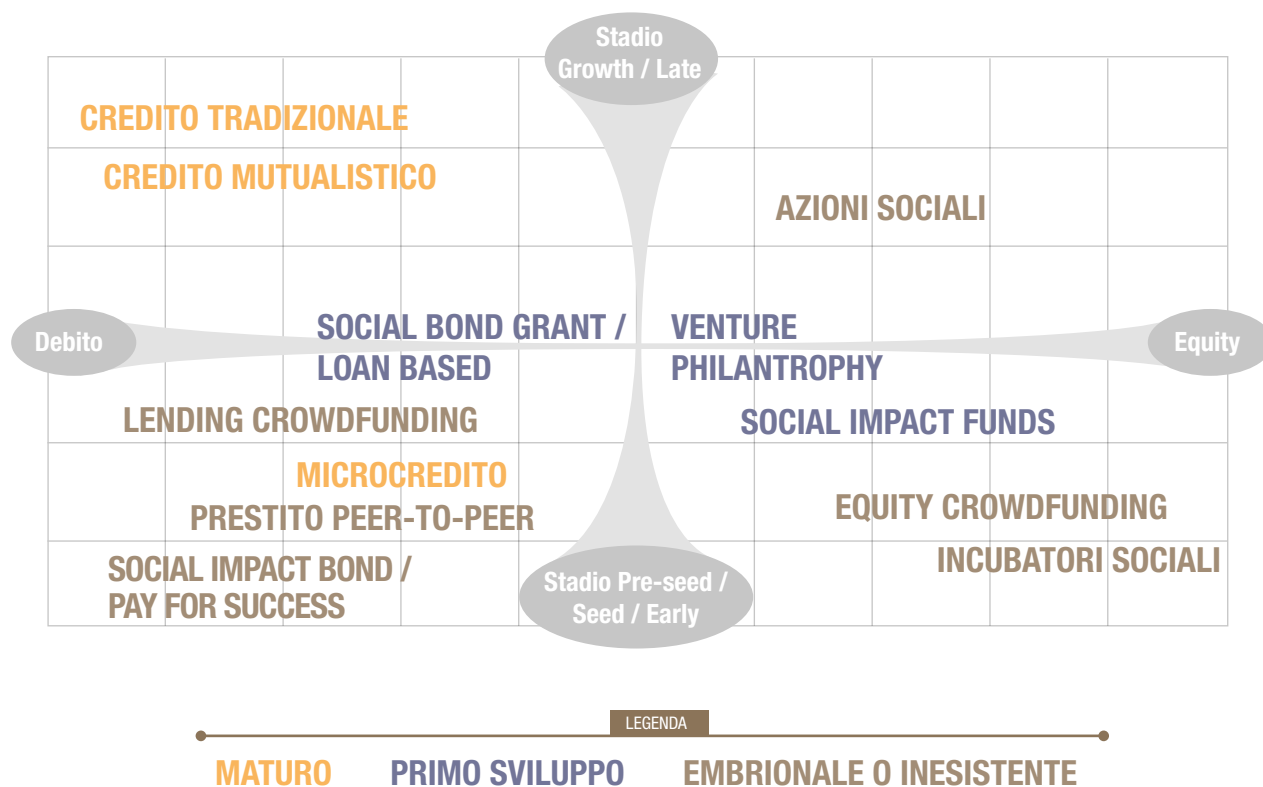 Stadio
Growth / Late
CREDITO TRADIZIONALE
CREDITO MUTUALISTICO
AZIONI SOCIALI
Debito
SOCIAL BOND GRANT /
LOAN BASED
VENTURE
PHILANTROPHY
Equity
LENDING CROWDFUNDING
SOCIAL IMPACT FUNDS
MICROCREDITO
PRESTITO PEER-TO-PEER
EQUITY CROWDFUNDING
SOCIAL IMPACT BOND /
PAY FOR SUCCESS
Stadio Pre-seed /
Seed / Early
INCUBATORI SOCIALI
LEGENDA
MATURO PRIMO SVILUPPO EMBRIONALE O INESISTENTE